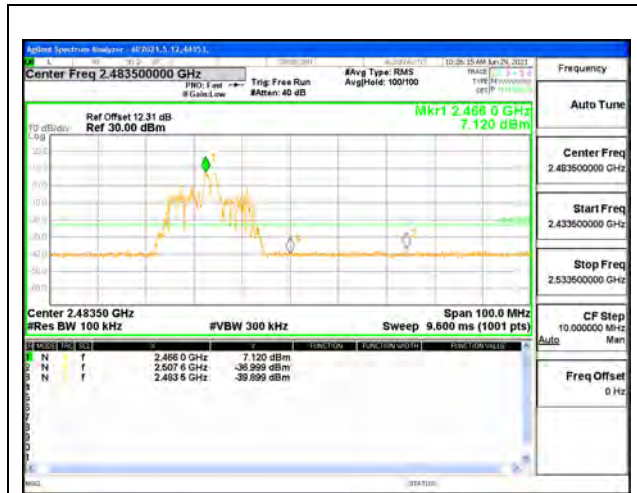 Agilent Spectrum Analyzer
10:26:15 AM Jun 29, 2021
Center Freq 2.483500000 GHz
#Avg Type: RMS
TRACE
PNO: Fast
Trig: Free Run
Avg|Hold: 100/100
TYPE
IFGain:Low
#Atten: 40 dB
DET
Frequency
Auto Tune
Mkr1 2.466 0 GHz
7.120 dBm
Ref Offset 12.31 dB
10 dB/div
Ref 30.00 dBm
Log
Center Freq
2.483500000 GHz
Start Freq
2.433500000 GHz
Stop Freq
2.533500000 GHz
Center 2.48350 GHz
Span 100.0 MHz
#Res BW 100 kHz
#VBW 300 kHz
Sweep 9.600 ms (1001 pts)
CF Step
10.000000 MHz
Auto Man
MODE TRC SCL X Y FUNCTION FUNCTION WIDTH FUNCTION VALUE
1 N f 2.466 0 GHz 7.120 dBm
2 N f 2.507 6 GHz -36.999 dBm
3 N f 2.483 5 GHz -39.899 dBm
Freq Offset
0 Hz
MSG
STATUS